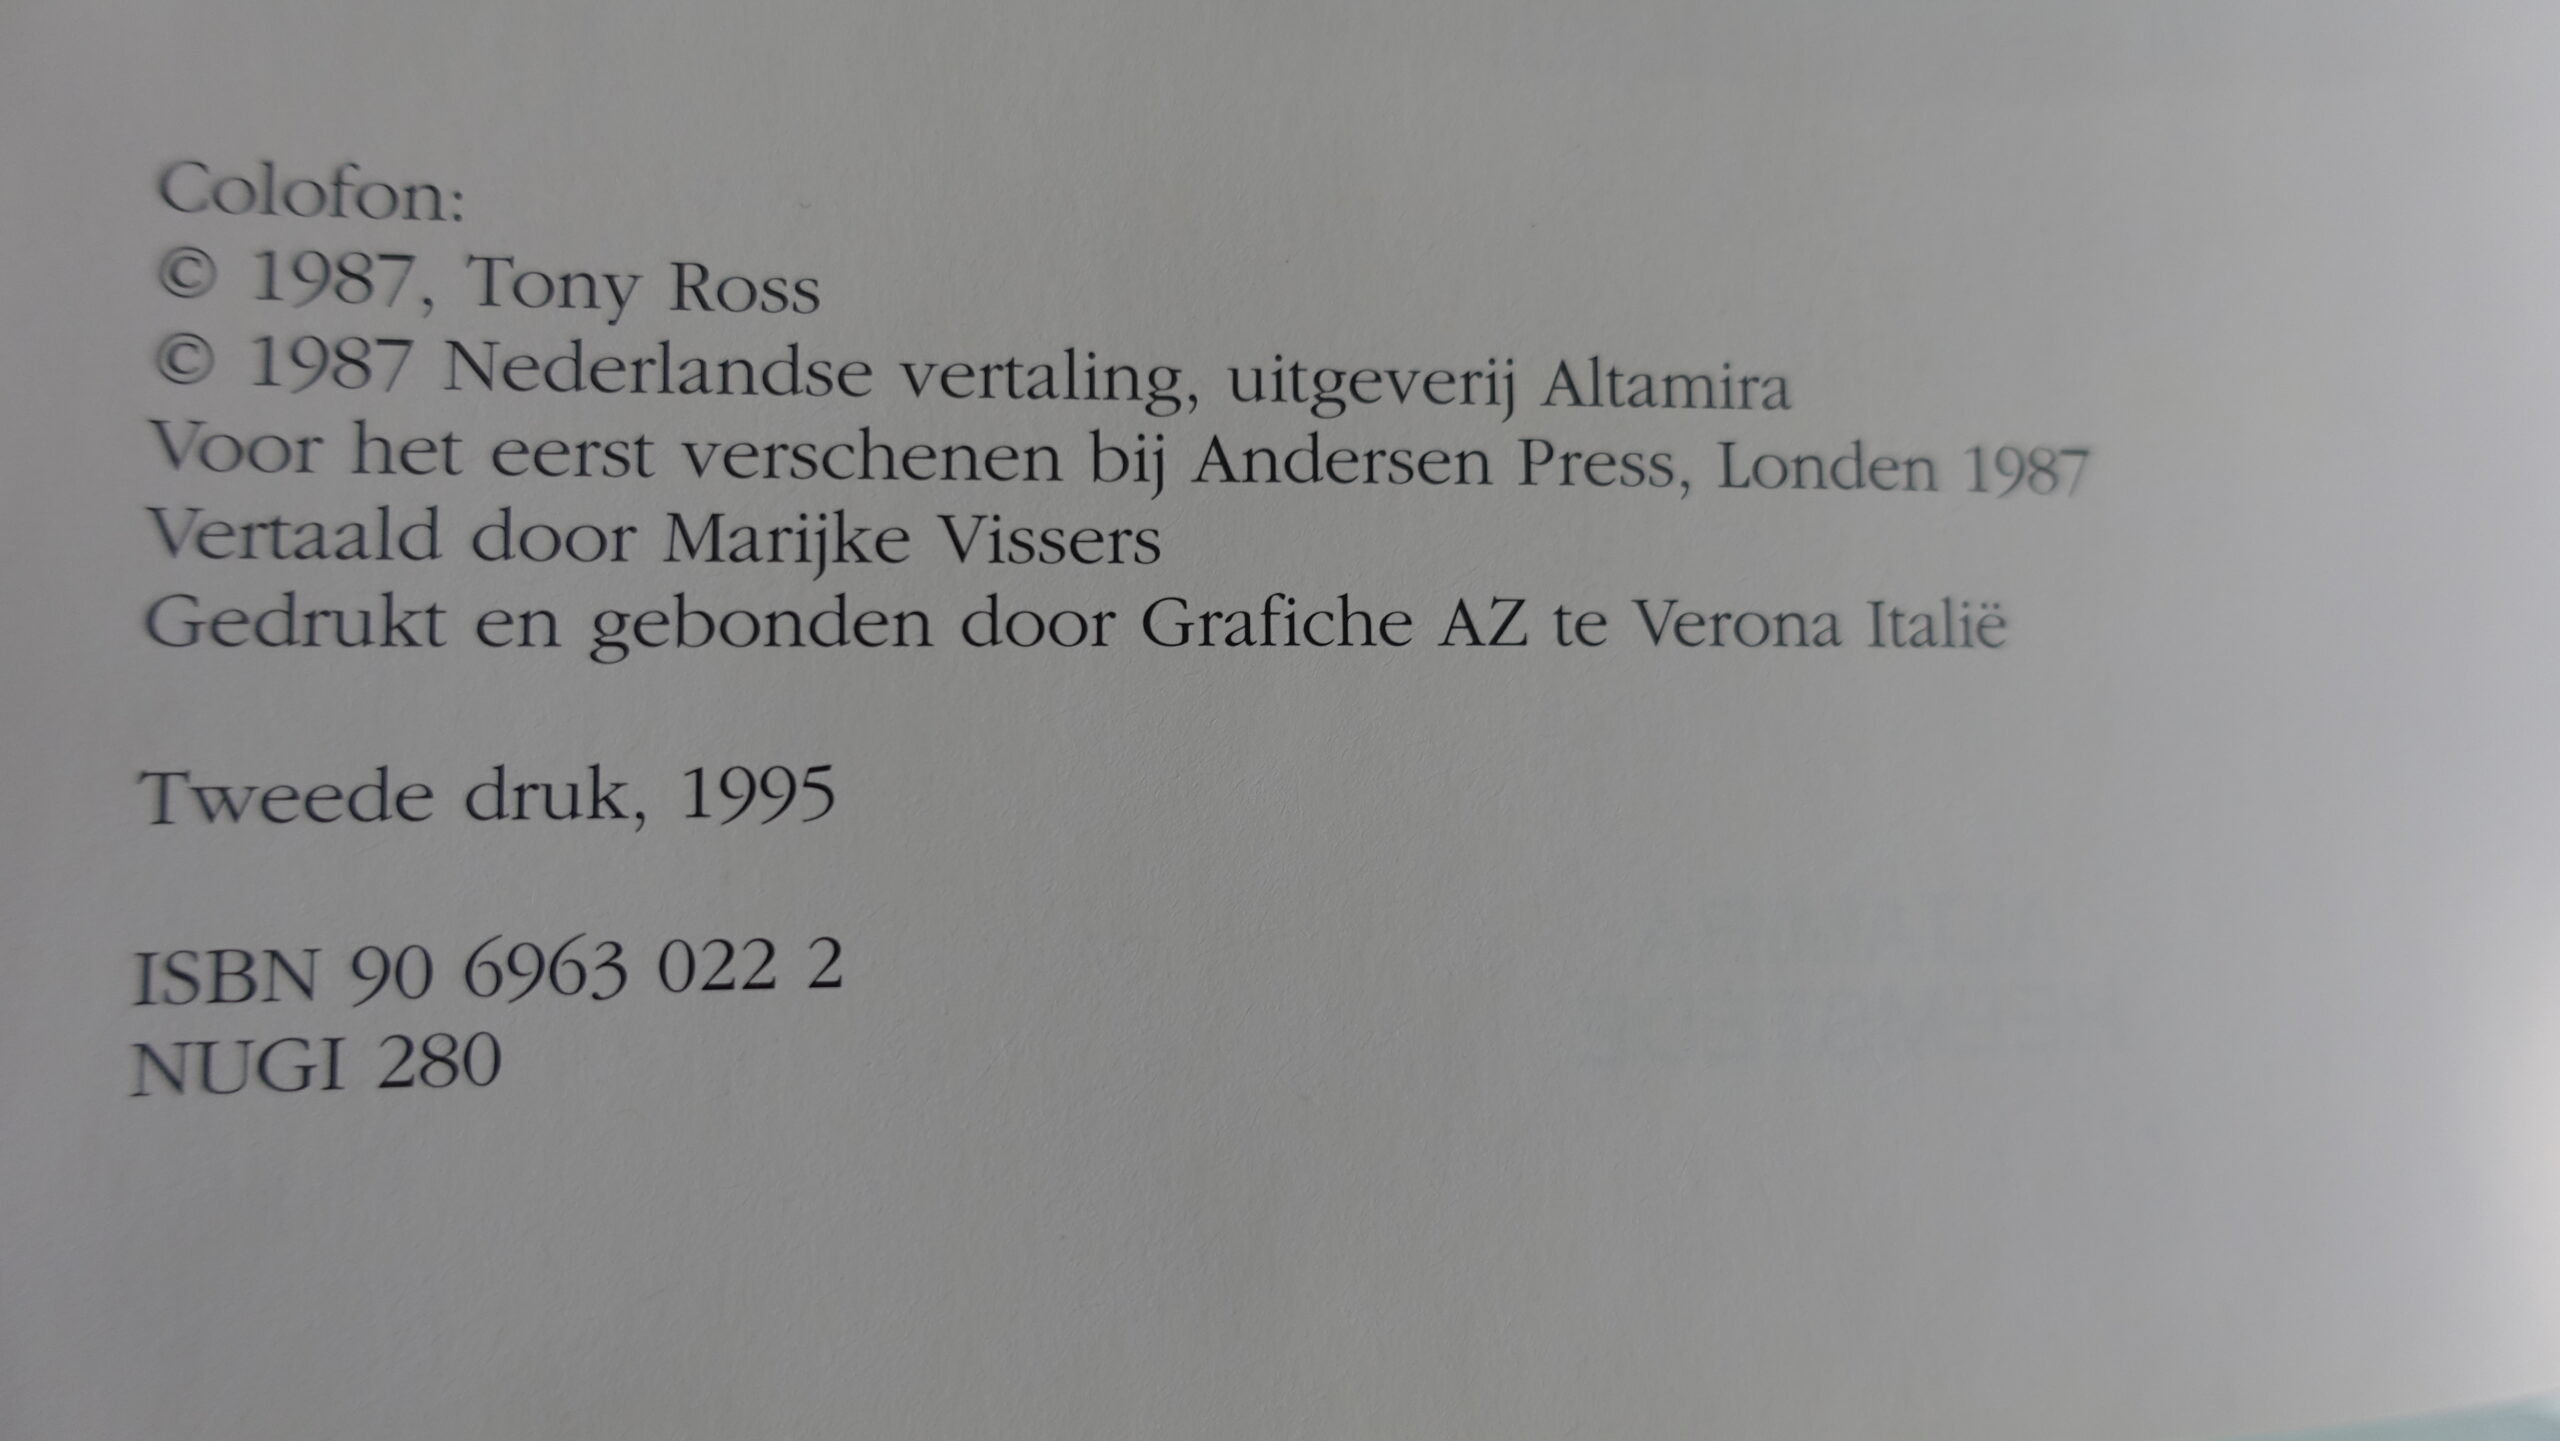 Colofon:
© 1987, Tony Ross
© 1987 Nederlandse vertaling, uitgeverij Altamira
Voor het eerst verschenen bij Andersen Press, Londen 1987
Vertaald door Marijke Vissers
Gedrukt en gebonden door Grafiche AZ te Verona Italië
Tweede druk, 1995
ISBN 90 6963 022 2
NUGI 280